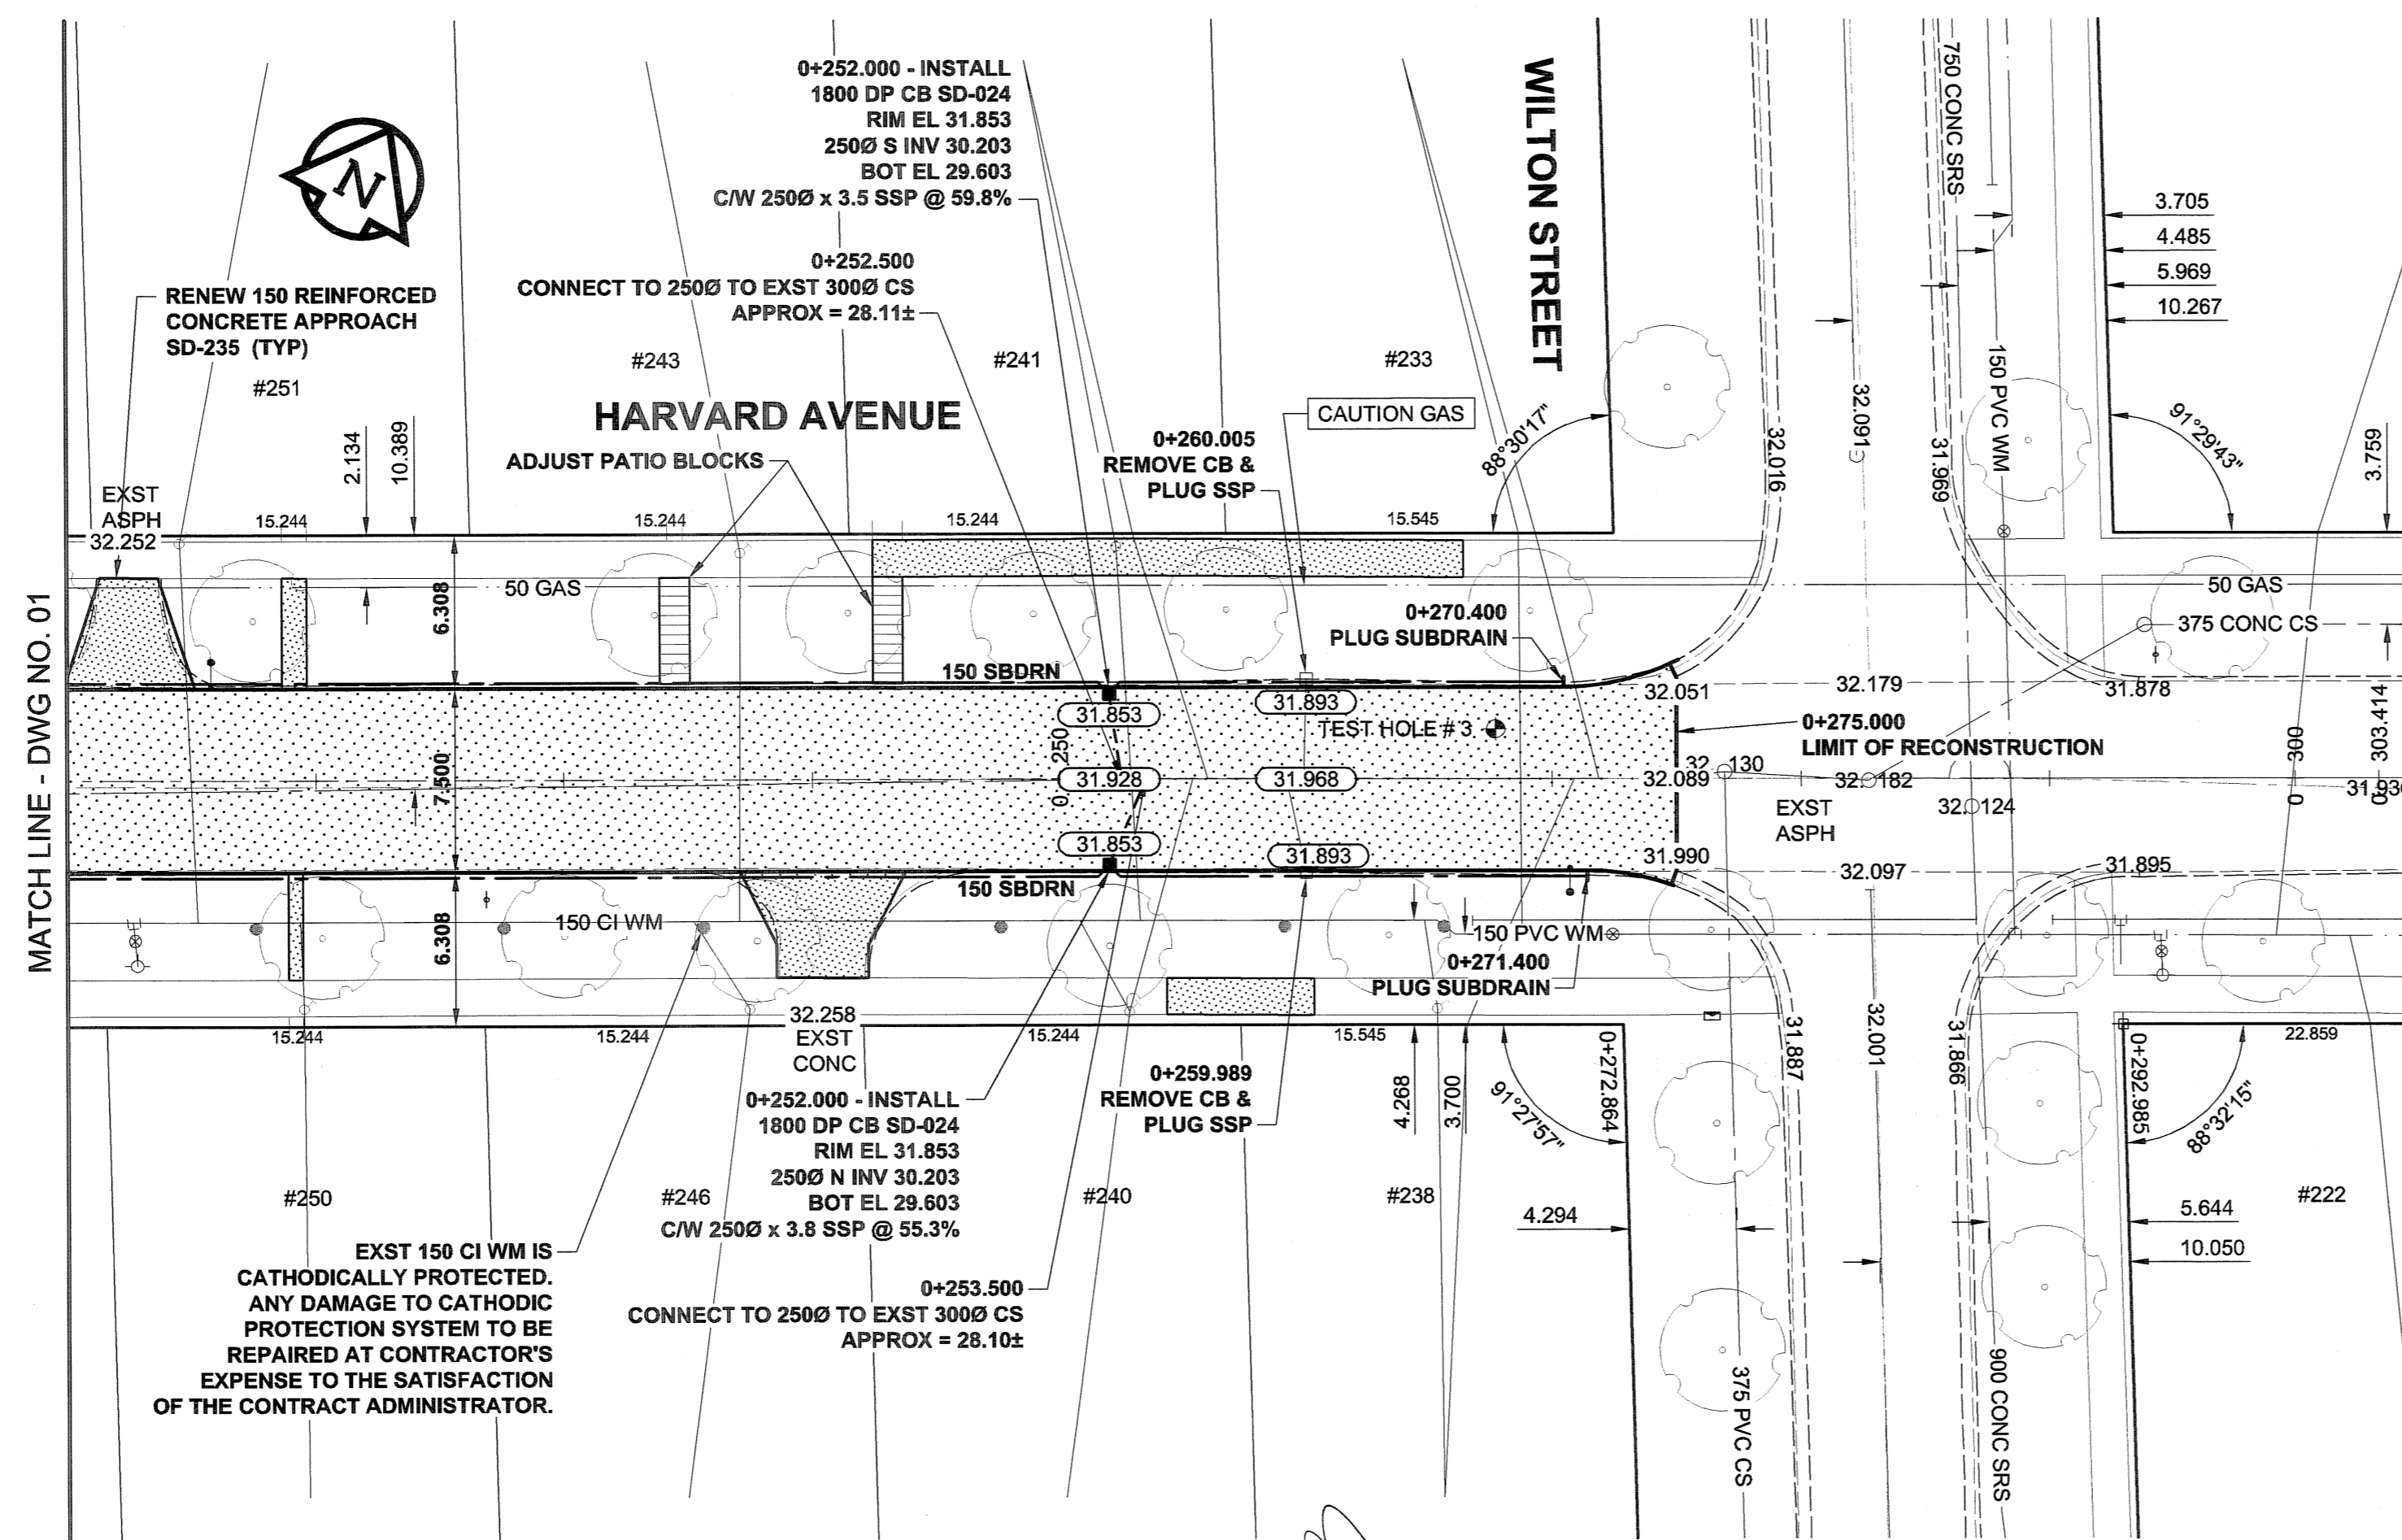 0+252.000 - INSTALL
1800 DP CB SD-024
RIM EL 31.853
250Ø S INV 30.203
BOT EL 29.603
C/W 250Ø x 3.5 SSP @ 59.8%
0+252.500
CONNECT TO 250Ø TO EXST 300Ø CS
APPROX = 28.11±
N
RENEW 150 REINFORCED
CONCRETE APPROACH
SD-235 (TYP)
WILTON STREET
750 CONC SRS
3.705
4.485
5.969
10.267
#251
#243
#241
#233
HARVARD AVENUE
ADJUST PATIO BLOCKS
CAUTION GAS
0+260.005
REMOVE CB &
PLUG SSP
88°30'17"
32.016
32.091
G
31.969
150 PVC WM
91°29'43"
3.759
2.134
10.389
EXST
ASPH
32.252
15.244
15.244
15.244
15.545
50 GAS
50 GAS
375 CONC CS
6.308
0+270.400
PLUG SUBDRAIN
150 SBDRN
31.853
31.893
TEST HOLE # 3
32.051
32.179
31.878
0+275.000
LIMIT OF RECONSTRUCTION
MATCH LINE - DWG NO. 01
7.500
0 250
31.928
31.968
32.089
32.130
32.182
32.124
EXST
ASPH
0 300
303.414
31.853
31.893
31.990
32.097
31.895
150 SBDRN
6.308
150 CI WM
150 PVC WM
0+271.400
PLUG SUBDRAIN
32.258
EXST
CONC
15.244
15.244
15.244
15.545
4.268
3.700
91°27'57"
0+272.864
31.887
32.001
31.866
0+292.985
88°32'15"
22.859
0+252.000 - INSTALL
1800 DP CB SD-024
RIM EL 31.853
250Ø N INV 30.203
BOT EL 29.603
C/W 250Ø x 3.8 SSP @ 55.3%
0+259.989
REMOVE CB &
PLUG SSP
#250
#246
#240
#238
#222
4.294
5.644
10.050
EXST 150 CI WM IS
CATHODICALLY PROTECTED.
ANY DAMAGE TO CATHODIC
PROTECTION SYSTEM TO BE
REPAIRED AT CONTRACTOR'S
EXPENSE TO THE SATISFACTION
OF THE CONTRACT ADMINISTRATOR.
0+253.500
CONNECT TO 250Ø TO EXST 300Ø CS
APPROX = 28.10±
375 PVC CS
900 CONC SRS